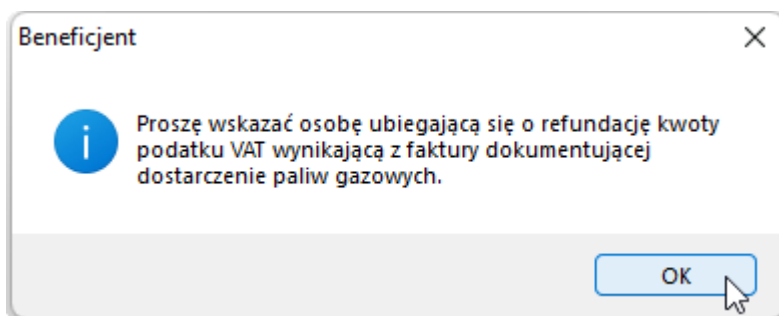 Beneficjent
Proszę wskazać osobę ubiegającą się o refundację kwoty
podatku VAT wynikającą z faktury dokumentującej
dostarczenie paliw gazowych.
OK